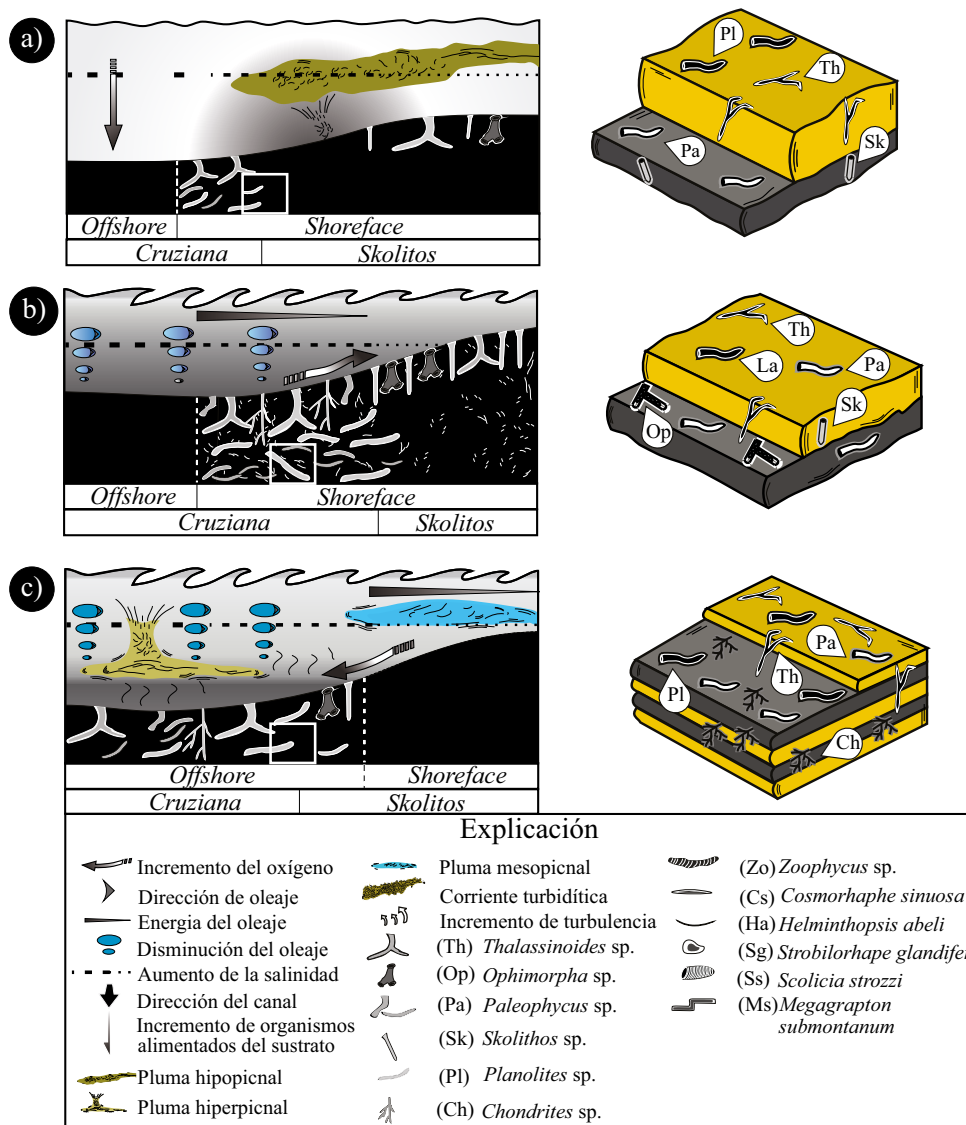 a)
Pl
Th
Pa
Sk
Offshore
Shoreface
Cruziana
Skolitos
b)
Th
La
Pa
Sk
Op
Offshore
Shoreface
Cruziana
Skolitos
c)
Pa
Th
Pl
Ch
Offshore
Shoreface
Cruziana
Skolitos
Explicación
Incremento del oxígeno
Dirección de oleaje
Energia del oleaje
Disminución del oleaje
Aumento de la salinidad
Dirección del canal
Incremento de organismos
alimentados del sustrato
Pluma hipopicnal
Pluma hiperpicnal
Pluma mesopicnal
Corriente turbidítica
Incremento de turbulencia
(Th) Thalassinoides sp.
(Op) Ophimorpha sp.
(Pa) Paleophycus sp.
(Sk) Skolithos sp.
(Pl) Planolites sp.
(Ch) Chondrites sp.
(Zo) Zoophycus sp.
(Cs) Cosmorhaphe sinuosa
(Ha) Helminthopsis abeli
(Sg) Strobilorhape glandifer
(Ss) Scolicia strozzi
(Ms) Megagrapton
submontanum